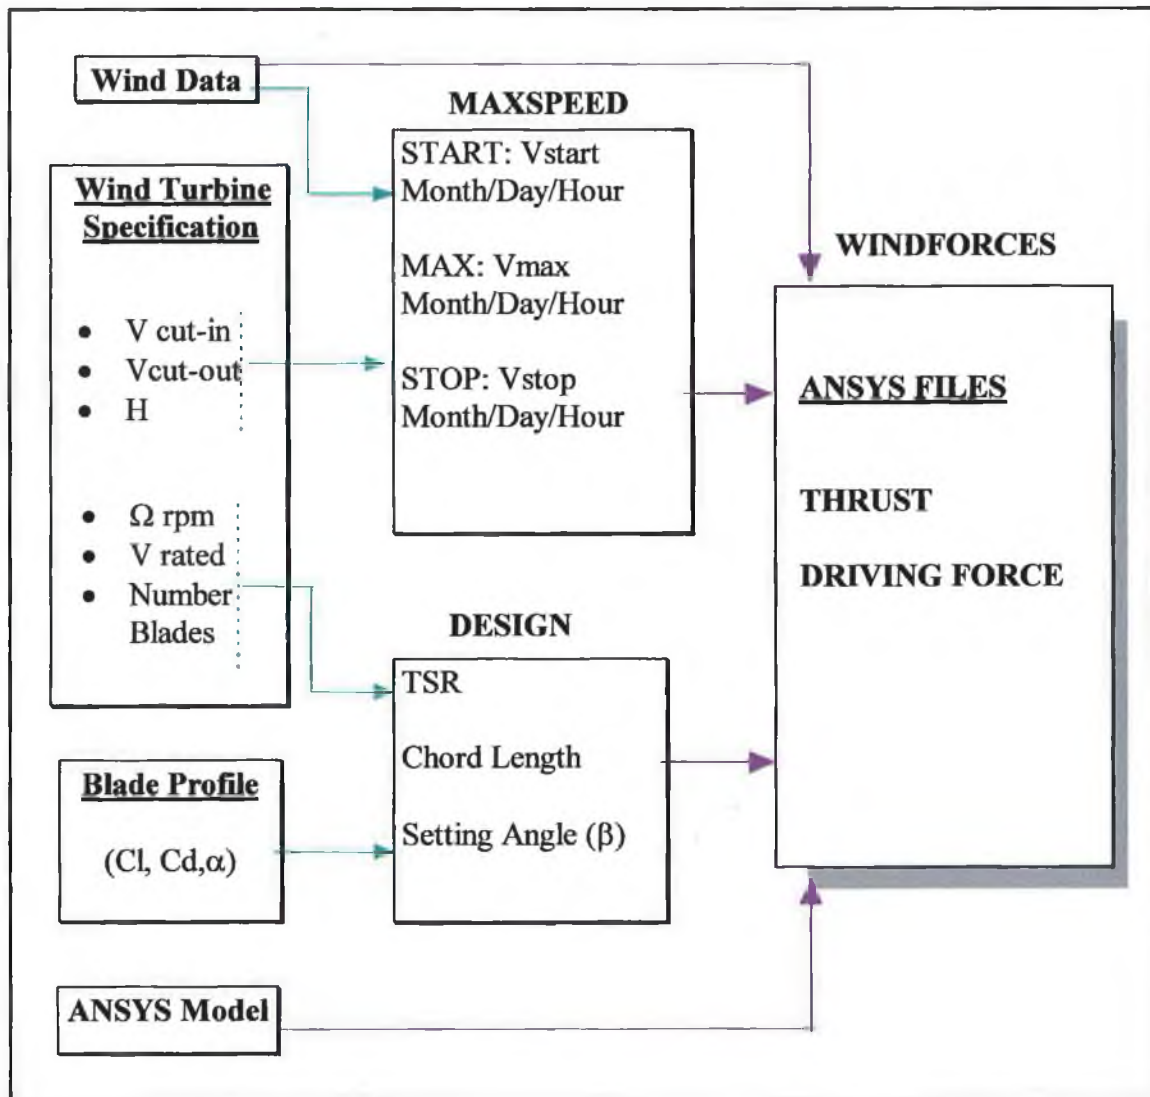 Wind Data
MAXSPEED
START: Vstart
Month/Day/Hour
MAX: Vmax
Month/Day/Hour
STOP: Vstop
Month/Day/Hour
Wind Turbine
Specification
• V cut-in
• Vcut-out
• H
• Ω rpm
• V rated
• Number
Blades
DESIGN
TSR
Chord Length
Setting Angle (β)
Blade Profile
(Cl, Cd,α)
ANSYS Model
WINDFORCES
ANSYS FILES
THRUST
DRIVING FORCE